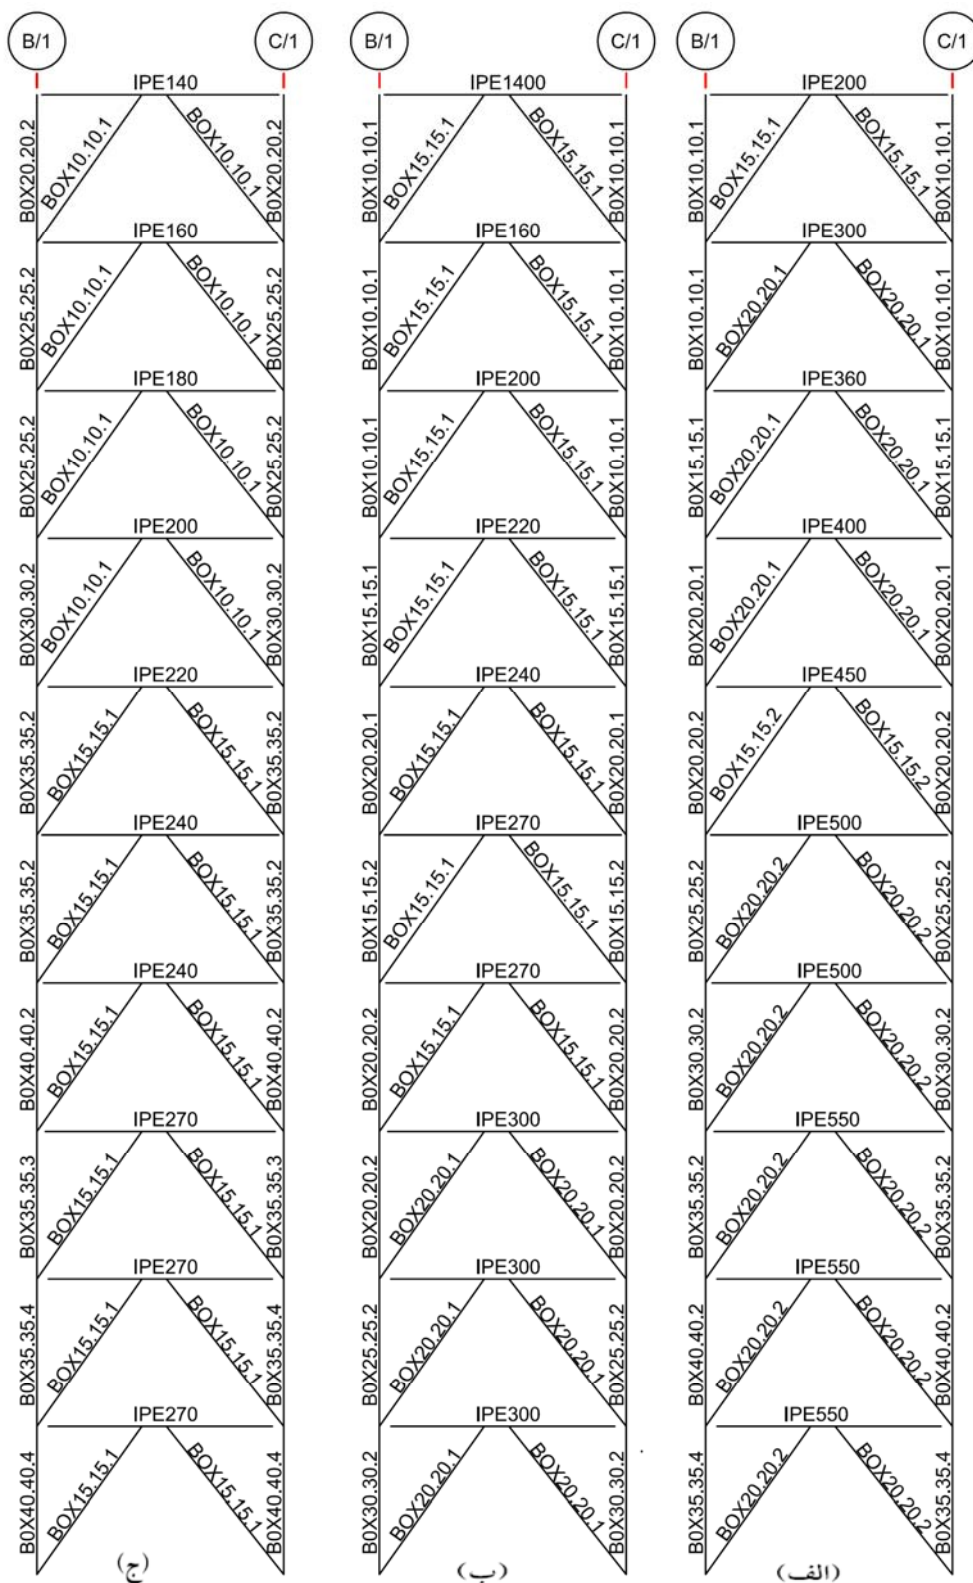 B/1
C/1
IPE140
B0X20.20.2
BOX10.10.1
BOX10.10.1
B0X20.20.2
IPE160
B0X25.25.2
BOX10.10.1
BOX10.10.1
B0X25.25.2
IPE180
B0X25.25.2
BOX10.10.1
BOX10.10.1
B0X25.25.2
IPE200
B0X30.30.2
BOX10.10.1
BOX10.10.1
B0X30.30.2
IPE220
B0X35.35.2
BOX15.15.1
BOX15.15.1
B0X35.35.2
IPE240
B0X35.35.2
BOX15.15.1
BOX15.15.1
B0X35.35.2
IPE240
B0X40.40.2
BOX15.15.1
BOX15.15.1
B0X40.40.2
IPE270
B0X35.35.3
BOX15.15.1
BOX15.15.1
B0X35.35.3
IPE270
B0X35.35.4
BOX15.15.1
BOX15.15.1
B0X35.35.4
IPE270
B0X40.40.4
BOX15.15.1
BOX15.15.1
B0X40.40.4
(ج)
B/1
C/1
IPE1400
B0X10.10.1
BOX15.15.1
BOX15.15.1
B0X10.10.1
IPE160
B0X10.10.1
BOX15.15.1
BOX15.15.1
B0X10.10.1
IPE200
B0X10.10.1
BOX15.15.1
BOX15.15.1
B0X10.10.1
IPE220
B0X15.15.1
BOX15.15.1
BOX15.15.1
B0X15.15.1
IPE240
B0X20.20.1
BOX15.15.1
BOX15.15.1
B0X20.20.1
IPE270
B0X15.15.2
BOX15.15.1
BOX15.15.1
B0X15.15.2
IPE270
B0X20.20.2
BOX15.15.1
BOX15.15.1
B0X20.20.2
IPE300
B0X20.20.2
BOX20.20.1
BOX20.20.1
B0X20.20.2
IPE300
B0X25.25.2
BOX20.20.1
BOX20.20.1
B0X25.25.2
IPE300
B0X30.30.2
BOX20.20.1
BOX20.20.1
B0X30.30.2
(ب)
B/1
C/1
IPE200
B0X10.10.1
BOX15.15.1
BOX15.15.1
B0X10.10.1
IPE300
B0X10.10.1
BOX20.20.1
BOX20.20.1
B0X10.10.1
IPE360
B0X15.15.1
BOX20.20.1
BOX20.20.1
B0X15.15.1
IPE400
B0X20.20.1
BOX20.20.1
BOX20.20.1
B0X20.20.1
IPE450
B0X20.20.2
BOX15.15.2
BOX15.15.2
B0X20.20.2
IPE500
B0X25.25.2
BOX20.20.2
BOX20.20.2
B0X25.25.2
IPE500
B0X30.30.2
BOX20.20.2
BOX20.20.2
B0X30.30.2
IPE550
B0X35.35.2
BOX20.20.2
BOX20.20.2
B0X35.35.2
IPE550
B0X40.40.2
BOX20.20.2
BOX20.20.2
B0X40.40.2
IPE550
B0X35.35.4
BOX20.20.2
BOX20.20.2
B0X35.35.4
(الف)